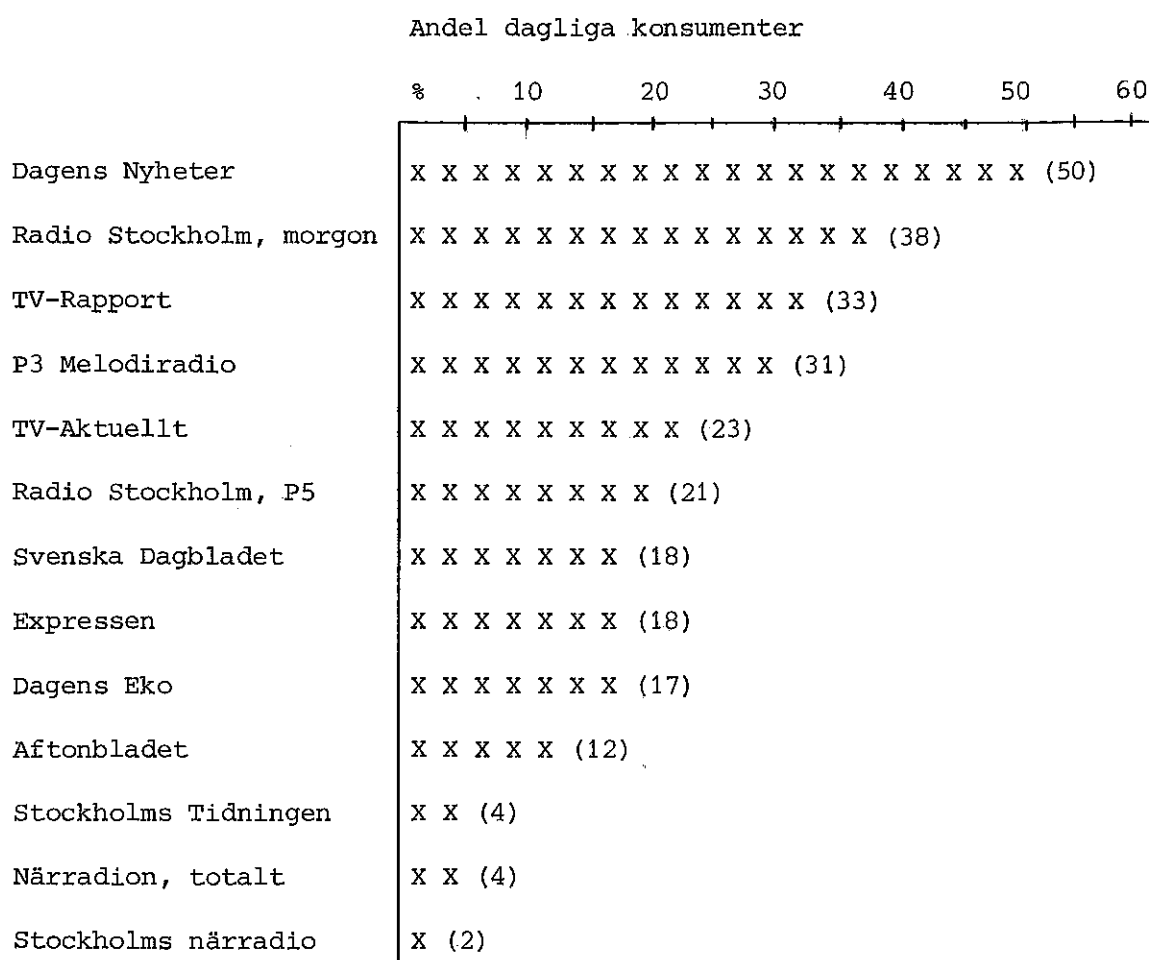 Andel dagliga konsumenter
% 10 20 30 40 50 60
Dagens Nyheter X X X X X X X X X X X X X X X X X X X X (50)
Radio Stockholm, morgon X X X X X X X X X X X X X X X (38)
TV-Rapport X X X X X X X X X X X X X (33)
P3 Melodiradio X X X X X X X X X X X X (31)
TV-Aktuellt X X X X X X X X X (23)
Radio Stockholm, P5 X X X X X X X X (21)
Svenska Dagbladet X X X X X X X (18)
Expressen X X X X X X X (18)
Dagens Eko X X X X X X X (17)
Aftonbladet X X X X X (12)
Stockholms Tidningen X X (4)
Närradion, totalt X X (4)
Stockholms närradio X (2)